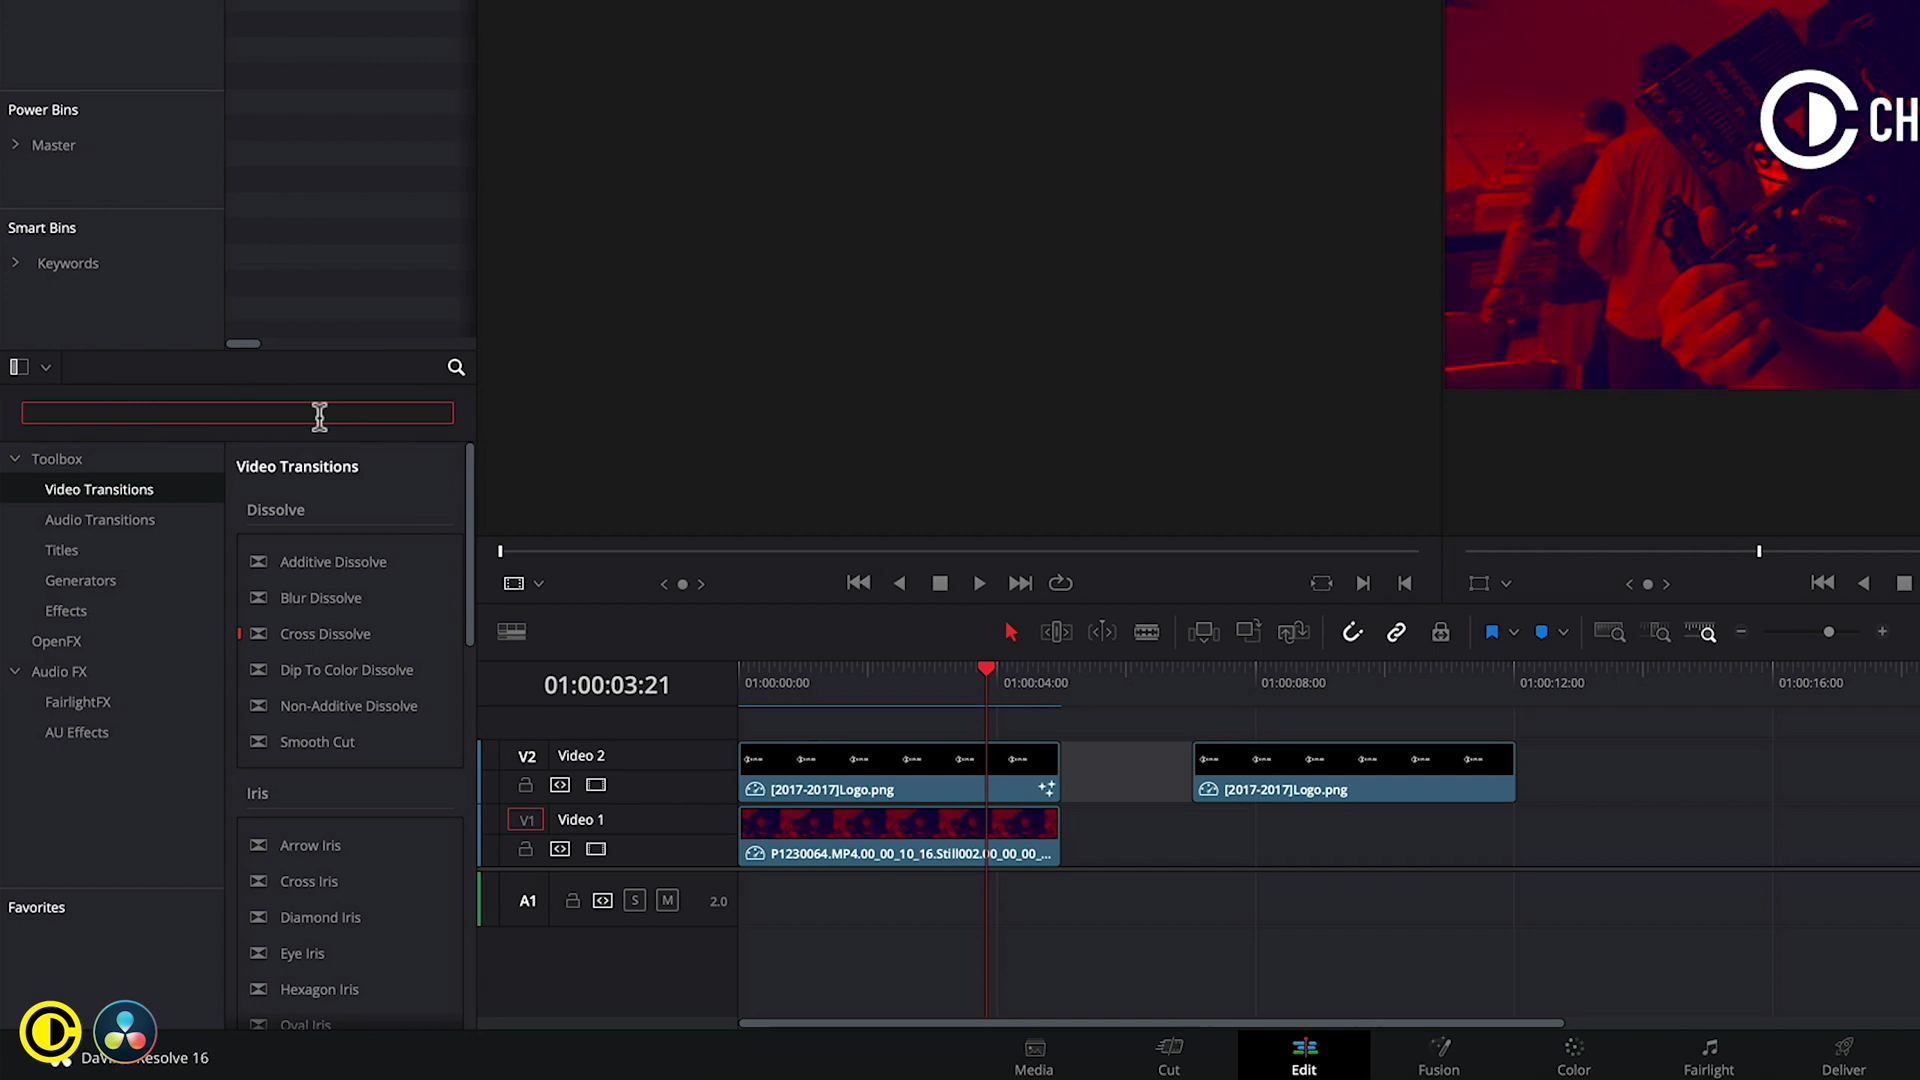 Power Bins
Master
Smart Bins
Keywords
CH
Toolbox
Video Transitions
Audio Transitions
Titles
Generators
Effects
OpenFX
Audio FX
FairlightFX
AU Effects
Favorites
Video Transitions
Dissolve
Additive Dissolve
Blur Dissolve
Cross Dissolve
Dip To Color Dissolve
Non-Additive Dissolve
Smooth Cut
Iris
Arrow Iris
Cross Iris
Diamond Iris
Eye Iris
Hexagon Iris
Oval Iris
01:00:03:21
01:00:00:00
01:00:04:00
01:00:08:00
01:00:12:00
01:00:16:00
V2 Video 2
[2017-2017]Logo.png
[2017-2017]Logo.png
V1 Video 1
P1230064.MP4.00_00_10_16.Still002.00_00_00_...
A1 S M 2.0
Resolve 16
Media
Cut
Edit
Fusion
Color
Fairlight
Deliver